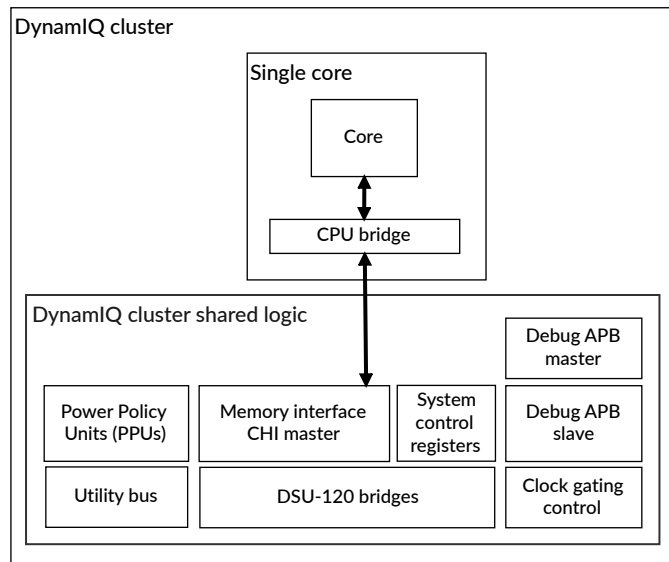 DynamIQ cluster
Single core
Core
CPU bridge
DynamIQ cluster shared logic
Debug APB
master
Power Policy
Units (PPUs)
Memory interface
CHI master
System
control
registers
Debug APB
slave
Utility bus
DSU-120 bridges
Clock gating
control